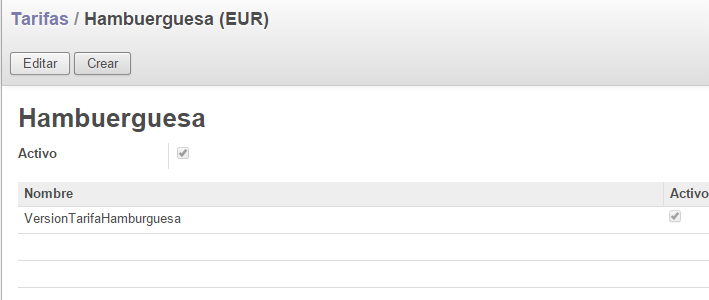 Tarifas / Hambuerguesa (EUR)
Editar Crear
Hambuerguesa
Activo
Nombre Activo
VersionTarifaHamburguesa